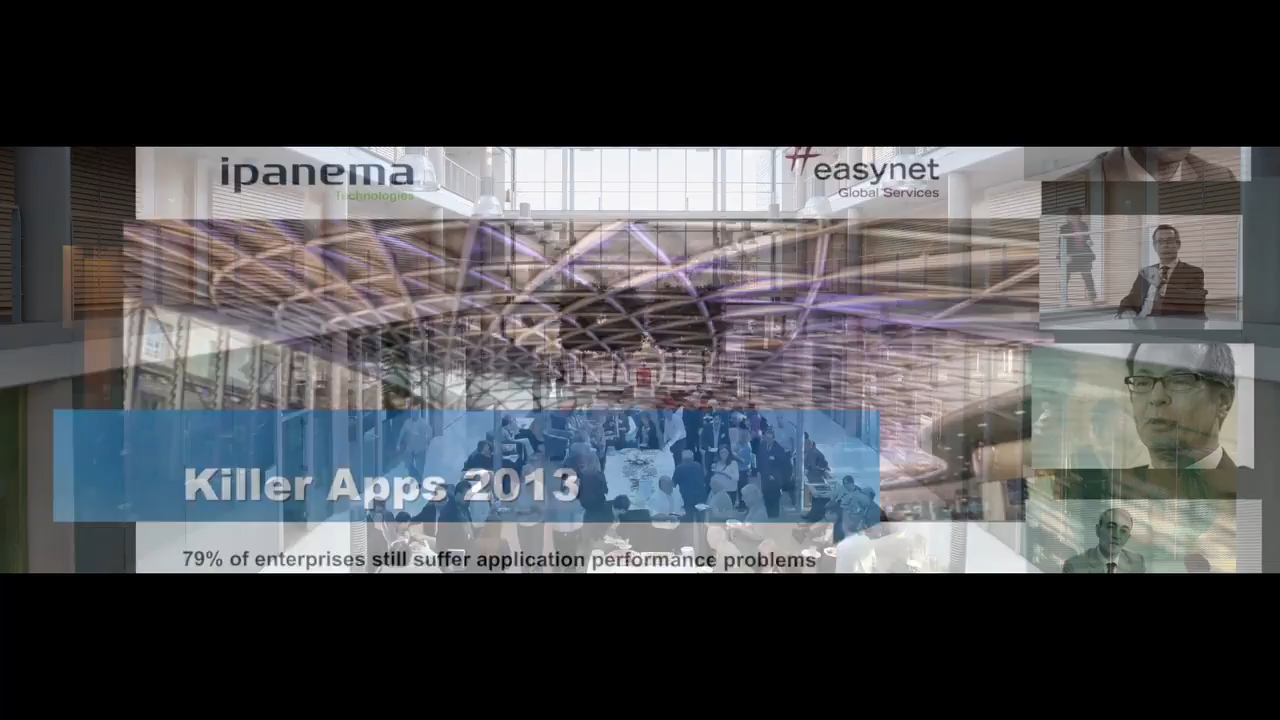 ipanema
Technologies
easynet
Global Services
Killer Apps 2013
79% of enterprises still suffer application performance problems